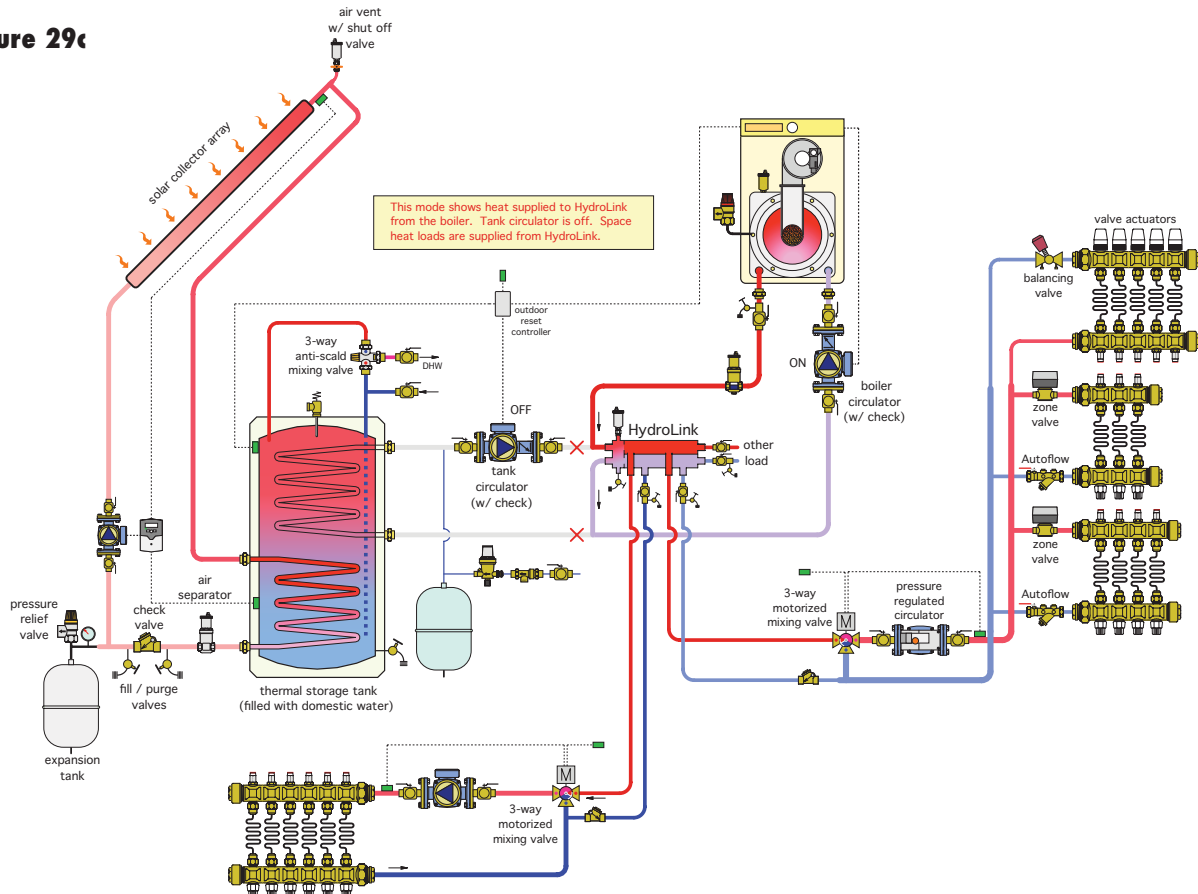 ure 29c
air vent
w/ shut off
valve
solar collector array
This mode shows heat supplied to HydroLink
from the boiler. Tank circulator is off. Space
heat loads are supplied from HydroLink.
valve actuators
balancing
valve
outdoor
reset
controller
3-way
anti-scald
mixing valve
DHW
ON
boiler
circulator
(w/ check)
OFF
HydroLink
other
load
tank
circulator
(w/ check)
zone
valve
Autoflow
zone
valve
Autoflow
air
separator
pressure
relief
valve
check
valve
fill / purge
valves
expansion
tank
thermal storage tank
(filled with domestic water)
3-way
motorized
mixing valve
M
pressure
regulated
circulator
M
3-way
motorized
mixing valve